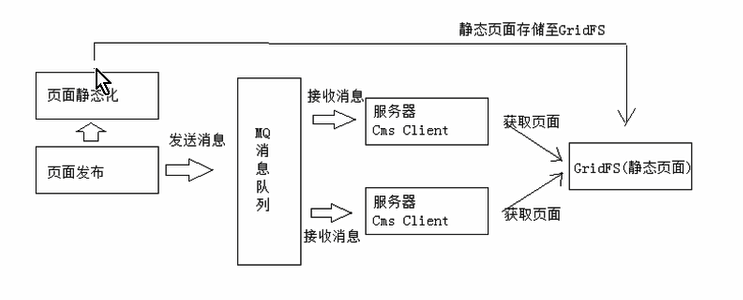 静态页面存储至GridFS
页面静态化
页面发布
发送消息
MQ
消
息
队
列
接收消息
服务器
Cms Client
获取页面
GridFS(静态页面)
服务器
Cms Client
接收消息
获取页面